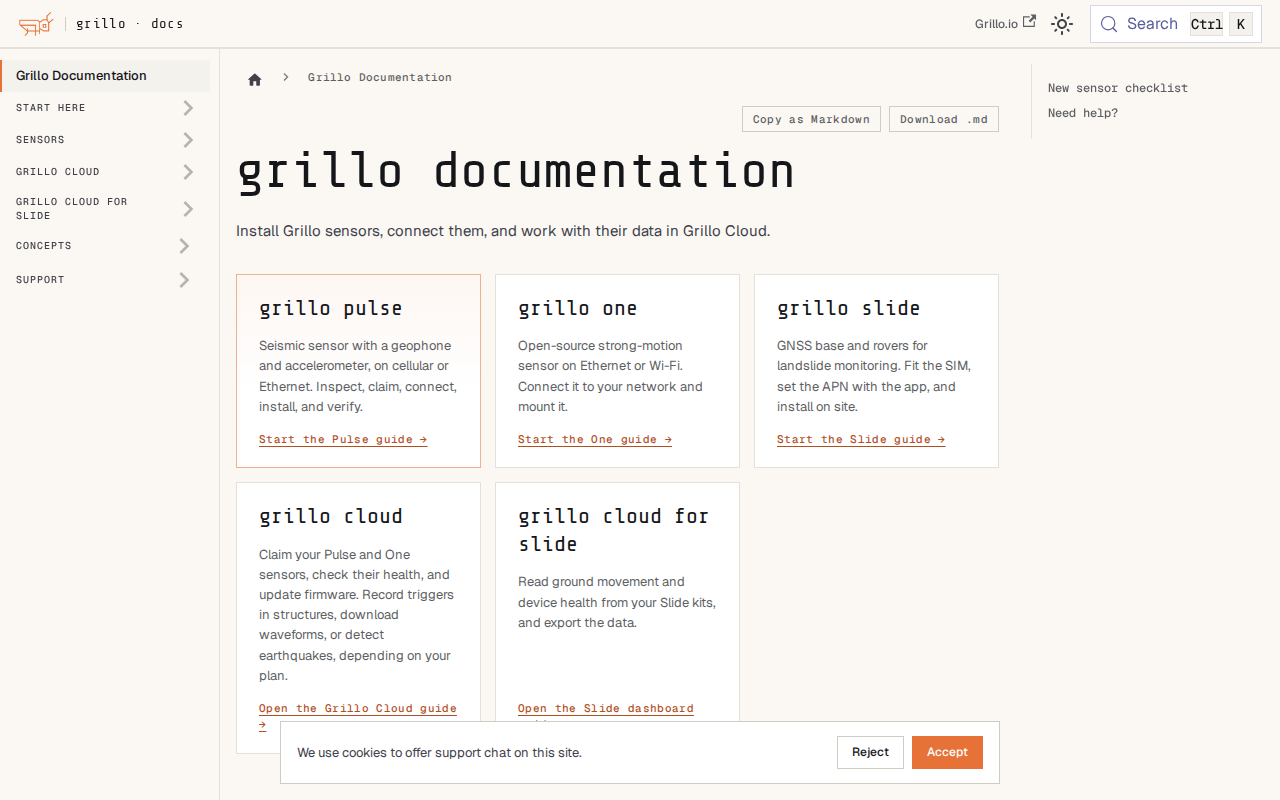 grillo · docs
Grillo.io
Search Ctrl K
Grillo Documentation
START HERE
SENSORS
GRILLO CLOUD
GRILLO CLOUD FOR
SLIDE
CONCEPTS
SUPPORT
Grillo Documentation
Copy as Markdown
Download .md
New sensor checklist
Need help?
grillo documentation
Install Grillo sensors, connect them, and work with their data in Grillo Cloud.
grillo pulse
Seismic sensor with a geophone
and accelerometer, on cellular or
Ethernet. Inspect, claim, connect,
install, and verify.
Start the Pulse guide →
grillo one
Open-source strong-motion
sensor on Ethernet or Wi-Fi.
Connect it to your network and
mount it.
Start the One guide →
grillo slide
GNSS base and rovers for
landslide monitoring. Fit the SIM,
set the APN with the app, and
install on site.
Start the Slide guide →
grillo cloud
Claim your Pulse and One
sensors, check their health, and
update firmware. Record triggers
in structures, download
waveforms, or detect
earthquakes, depending on your
plan.
Open the Grillo Cloud guide
→
grillo cloud for
slide
Read ground movement and
device health from your Slide kits,
and export the data.
Open the Slide dashboard
We use cookies to offer support chat on this site.
Reject
Accept